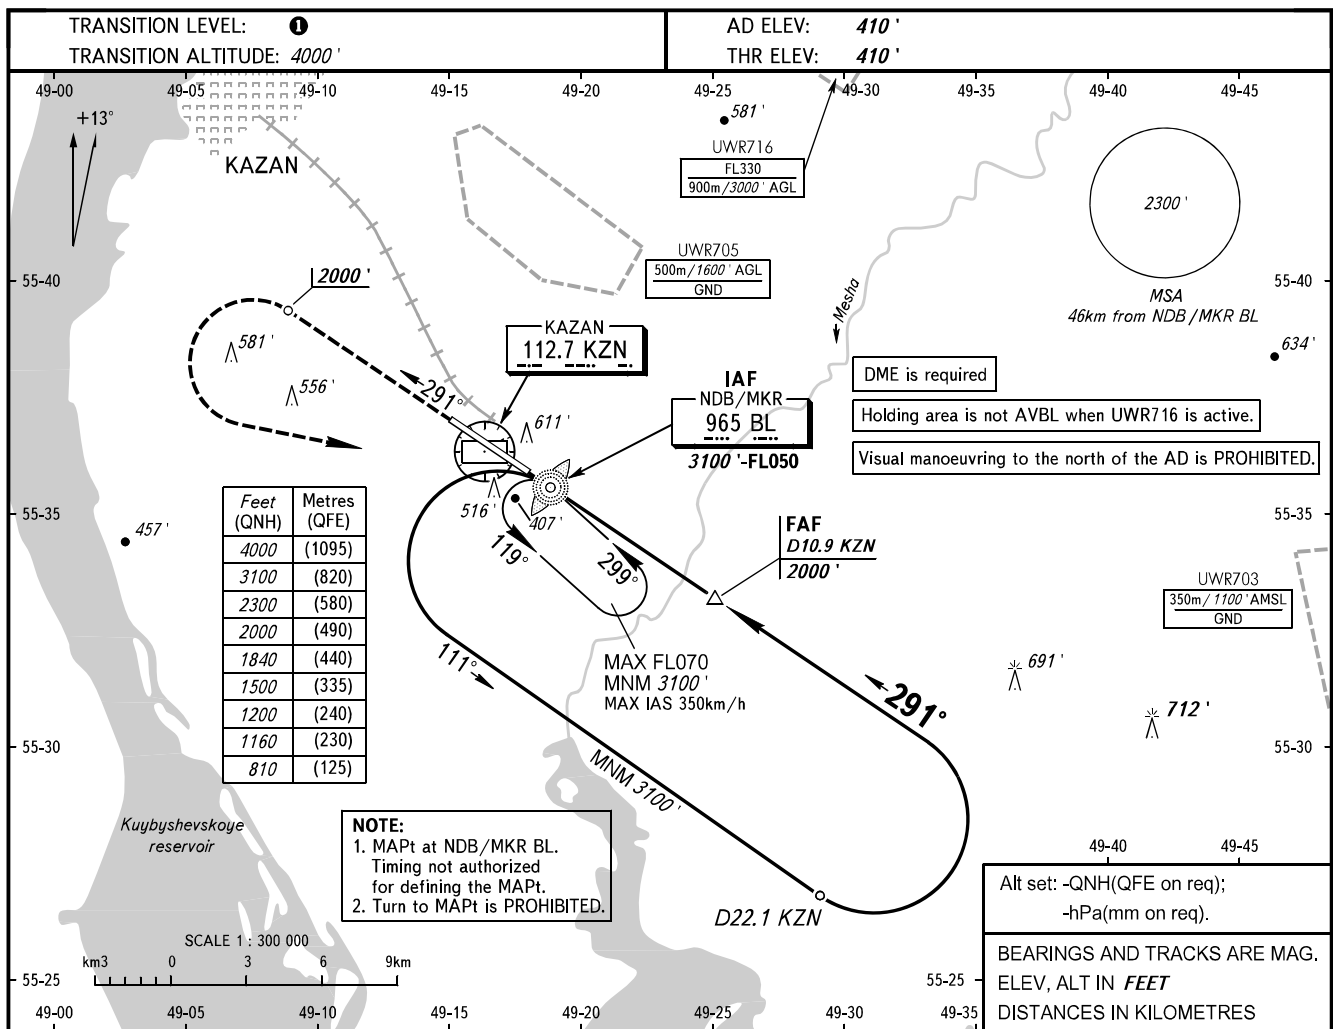 TRANSITION LEVEL: ❶
TRANSITION ALTITUDE: 4000 '
AD ELEV: 410 '
THR ELEV: 410 '
49-00 49-05 49-10 49-15 49-20 49-25 49-30 49-35 49-40 49-45
+13°
KAZAN
581 '
UWR716
FL330
900m/3000 ' AGL
2300 '
MSA
46km from NDB/MKR BL
UWR705
500m/1600 ' AGL
GND
55-40
55-40
2000 '
Mesha
KAZAN
112.7 KZN
634 '
581 '
556 '
291°
611 '
IAF
NDB/MKR
965 BL
3100 '-FL050
DME is required
Holding area is not AVBL when UWR716 is active.
Visual manoeuvring to the north of the AD is PROHIBITED.
Feet (QNH) Metres (QFE)
4000 (1095)
3100 (820)
2300 (580)
2000 (490)
1840 (440)
1500 (335)
1200 (240)
1160 (230)
810 (125)
457 '
516 '
407 '
55-35
55-35
119°
299°
FAF
D10.9 KZN
2000 '
UWR703
350m/1100 'AMSL
GND
MAX FL070
MNM 3100 '
MAX IAS 350km/h
111°
291°
691 '
712 '
55-30
55-30
MNM 3100 '
Kuybyshevskoye
reservoir
NOTE:
1. MAPt at NDB/MKR BL.
Timing not authorized
for defining the MAPt.
2. Turn to MAPt is PROHIBITED.
D22.1 KZN
49-40 49-45
Alt set: -QNH(QFE on req);
-hPa(mm on req).
SCALE 1 : 300 000
km3 0 3 6 9km
BEARINGS AND TRACKS ARE MAG.
ELEV, ALT IN FEET
DISTANCES IN KILOMETRES
55-25
55-25
49-00 49-05 49-10 49-15 49-20 49-25 49-30 49-35